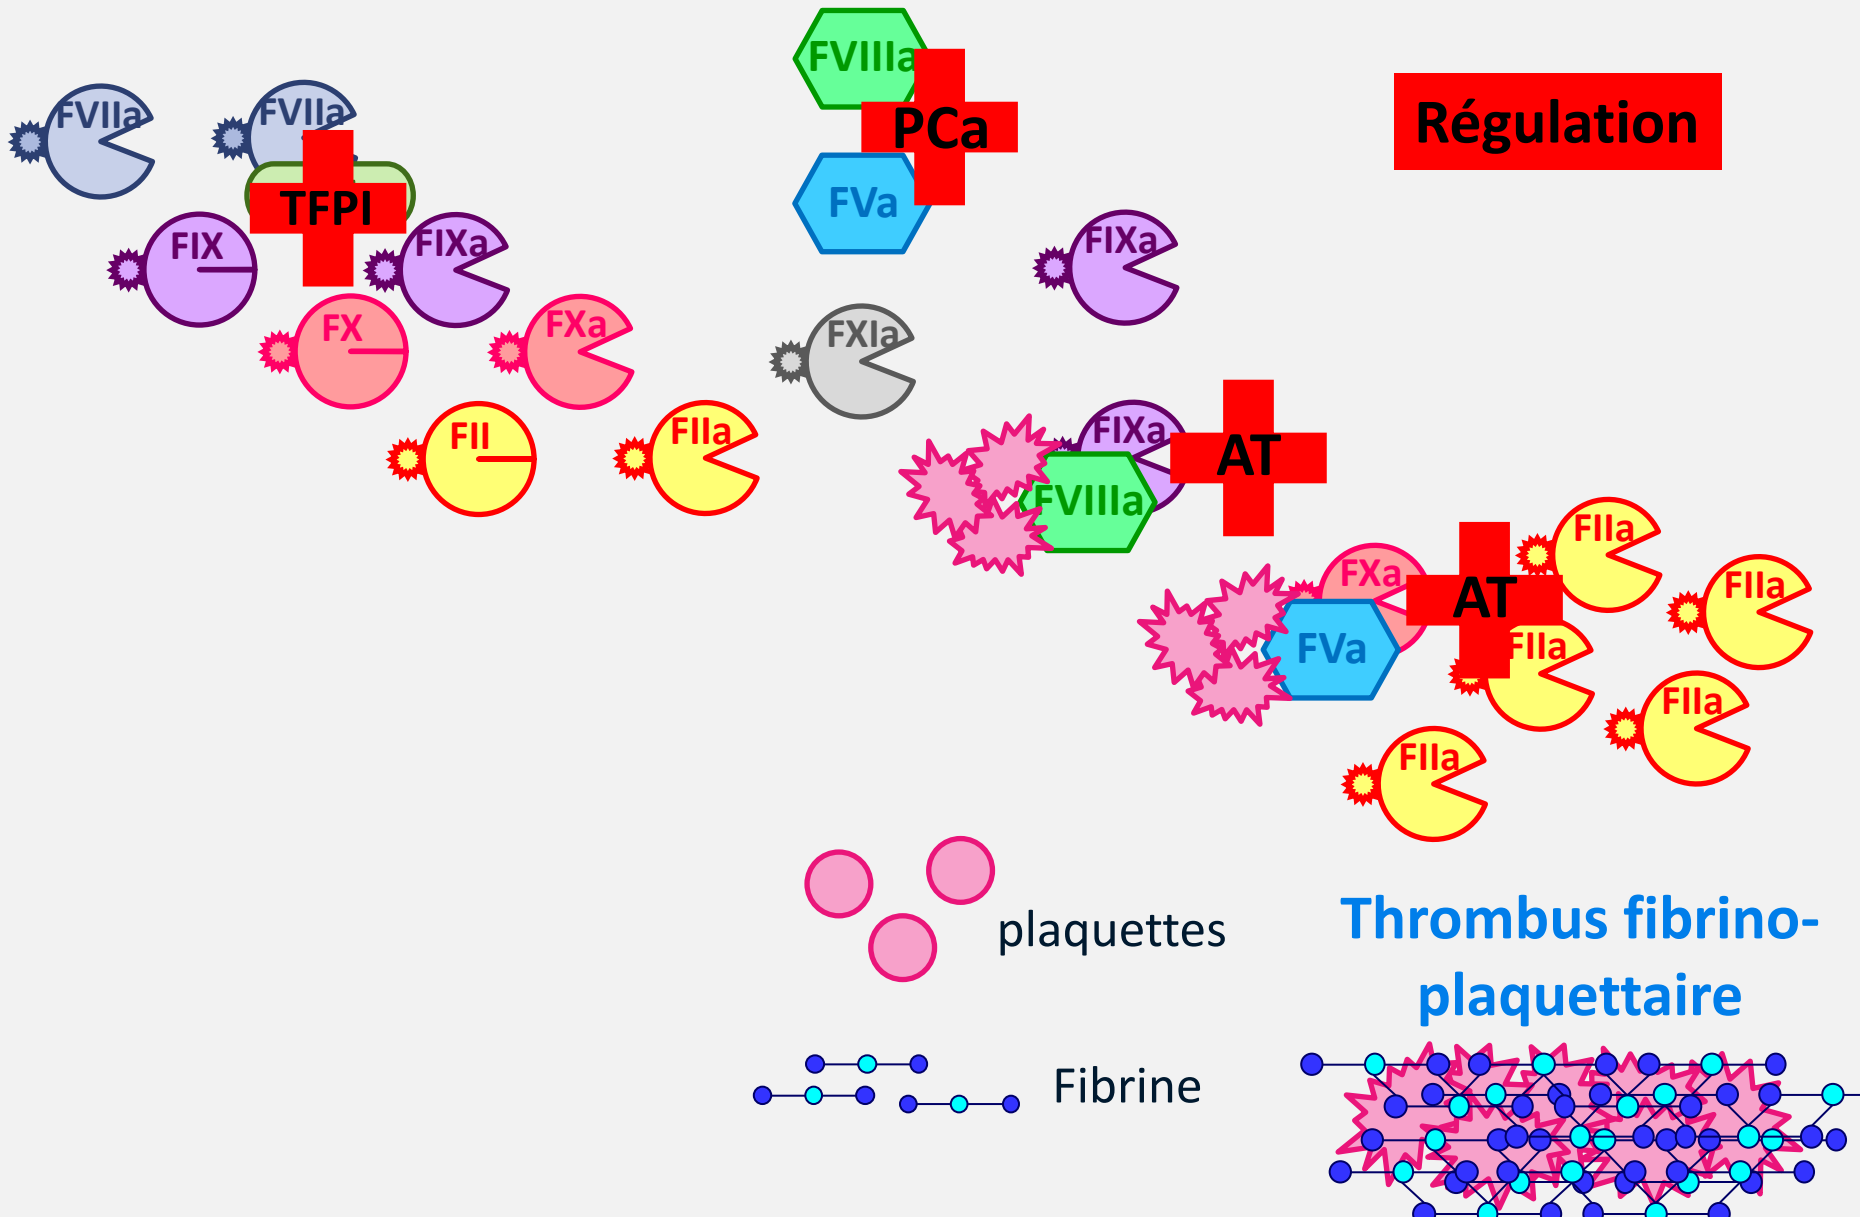 FVIIIa
FVIIa
FVIIa
PCa
Régulation
TFPI
FVa
FIX
FIXa
FIXa
FX
FXa
FXIa
FII
FIIa
FIXa
AT
FVIIIa
FIIa
FXa
AT
FIIa
FVa
FIIa
FIIa
FIIa
plaquettes
Thrombus fibrino-
plaquettaire
Fibrine